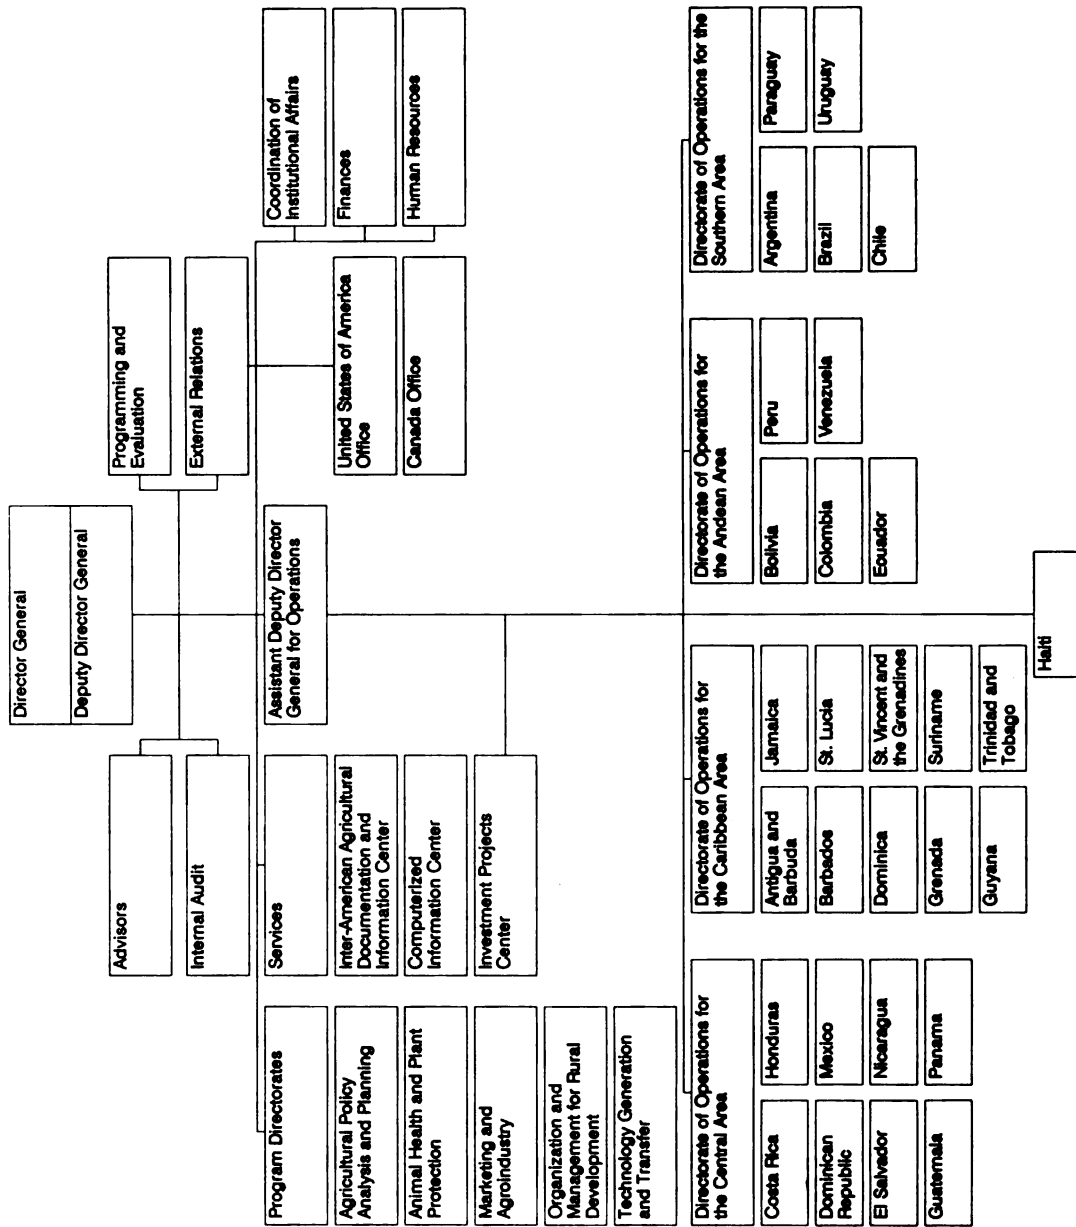 Director General
Deputy Director General
Advisors
Internal Audit
Programming and
Evaluation
External Relations
Program Directorates
Agricultural Policy
Analysis and Planning
Animal Health and Plant
Protection
Marketing and
Agroindustry
Organization and
Management for Rural
Development
Technology Generation
and Transfer
Services
Inter-American Agricultural
Documentation and
Information Center
Computerized
Information Center
Investment Projects
Center
Assistant Deputy Director
General for Operations
United States of America
Office
Canada Office
Coordination of
Institutional Affairs
Finances
Human Resources
Directorate of Operations for
the Central Area
Costa Rica
Dominican
Republic
El Salvador
Guatemala
Honduras
Mexico
Nicaragua
Panama
Directorate of Operations for
the Caribbean Area
Antigua and
Barbuda
Barbados
Dominica
Grenada
Guyana
Jamaica
St. Lucia
St. Vincent and
the Grenadines
Suriname
Trinidad and
Tobago
Directorate of Operations for
the Andean Area
Bolivia
Colombia
Ecuador
Peru
Venezuela
Directorate of Operations for the
Southern Area
Argentina
Brazil
Chile
Paraguay
Uruguay
Haiti